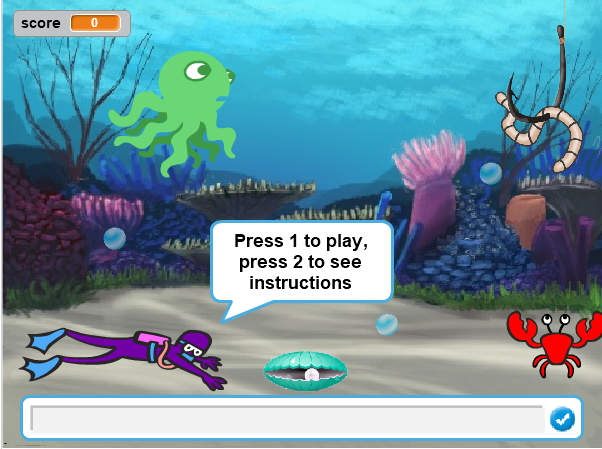 score 0
Press 1 to play,
press 2 to see
instructions